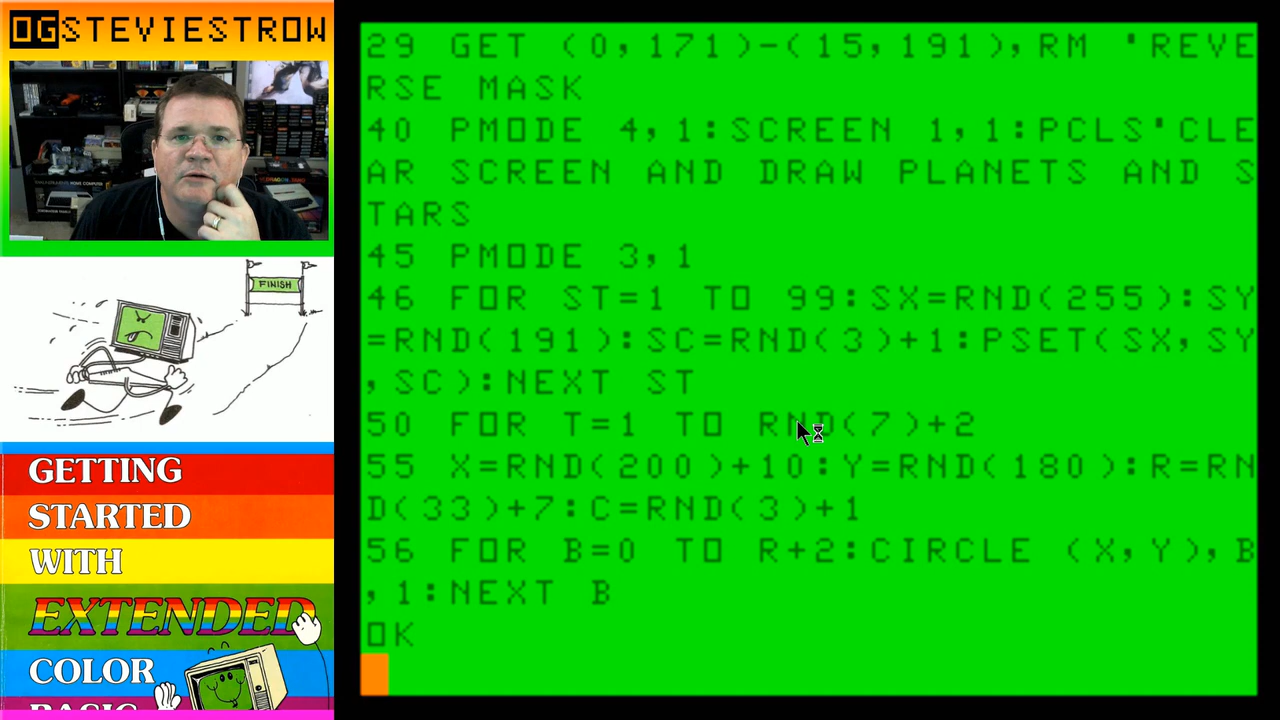 OGSTEVIESTROW
FINISH
GETTING
STARTED
WITH
EXTENDED
COLOR
BASIC
29 GET (0,171)-(15,191),RM 'REVE
RSE MASK
40 PMODE 4,1:SCREEN 1, :PCLS'CLE
AR SCREEN AND DRAW PLANETS AND S
TARS
45 PMODE 3,1
46 FOR ST=1 TO 99:SX=RND(255):SY
=RND(191):SC=RND(3)+1:PSET(SX,SY
,SC):NEXT ST
50 FOR T=1 TO RND(7)+2
55 X=RND(200)+10:Y=RND(180):R=RN
D(33)+7:C=RND(3)+1
56 FOR B=0 TO R+2:CIRCLE (X,Y),B
,1:NEXT B
OK